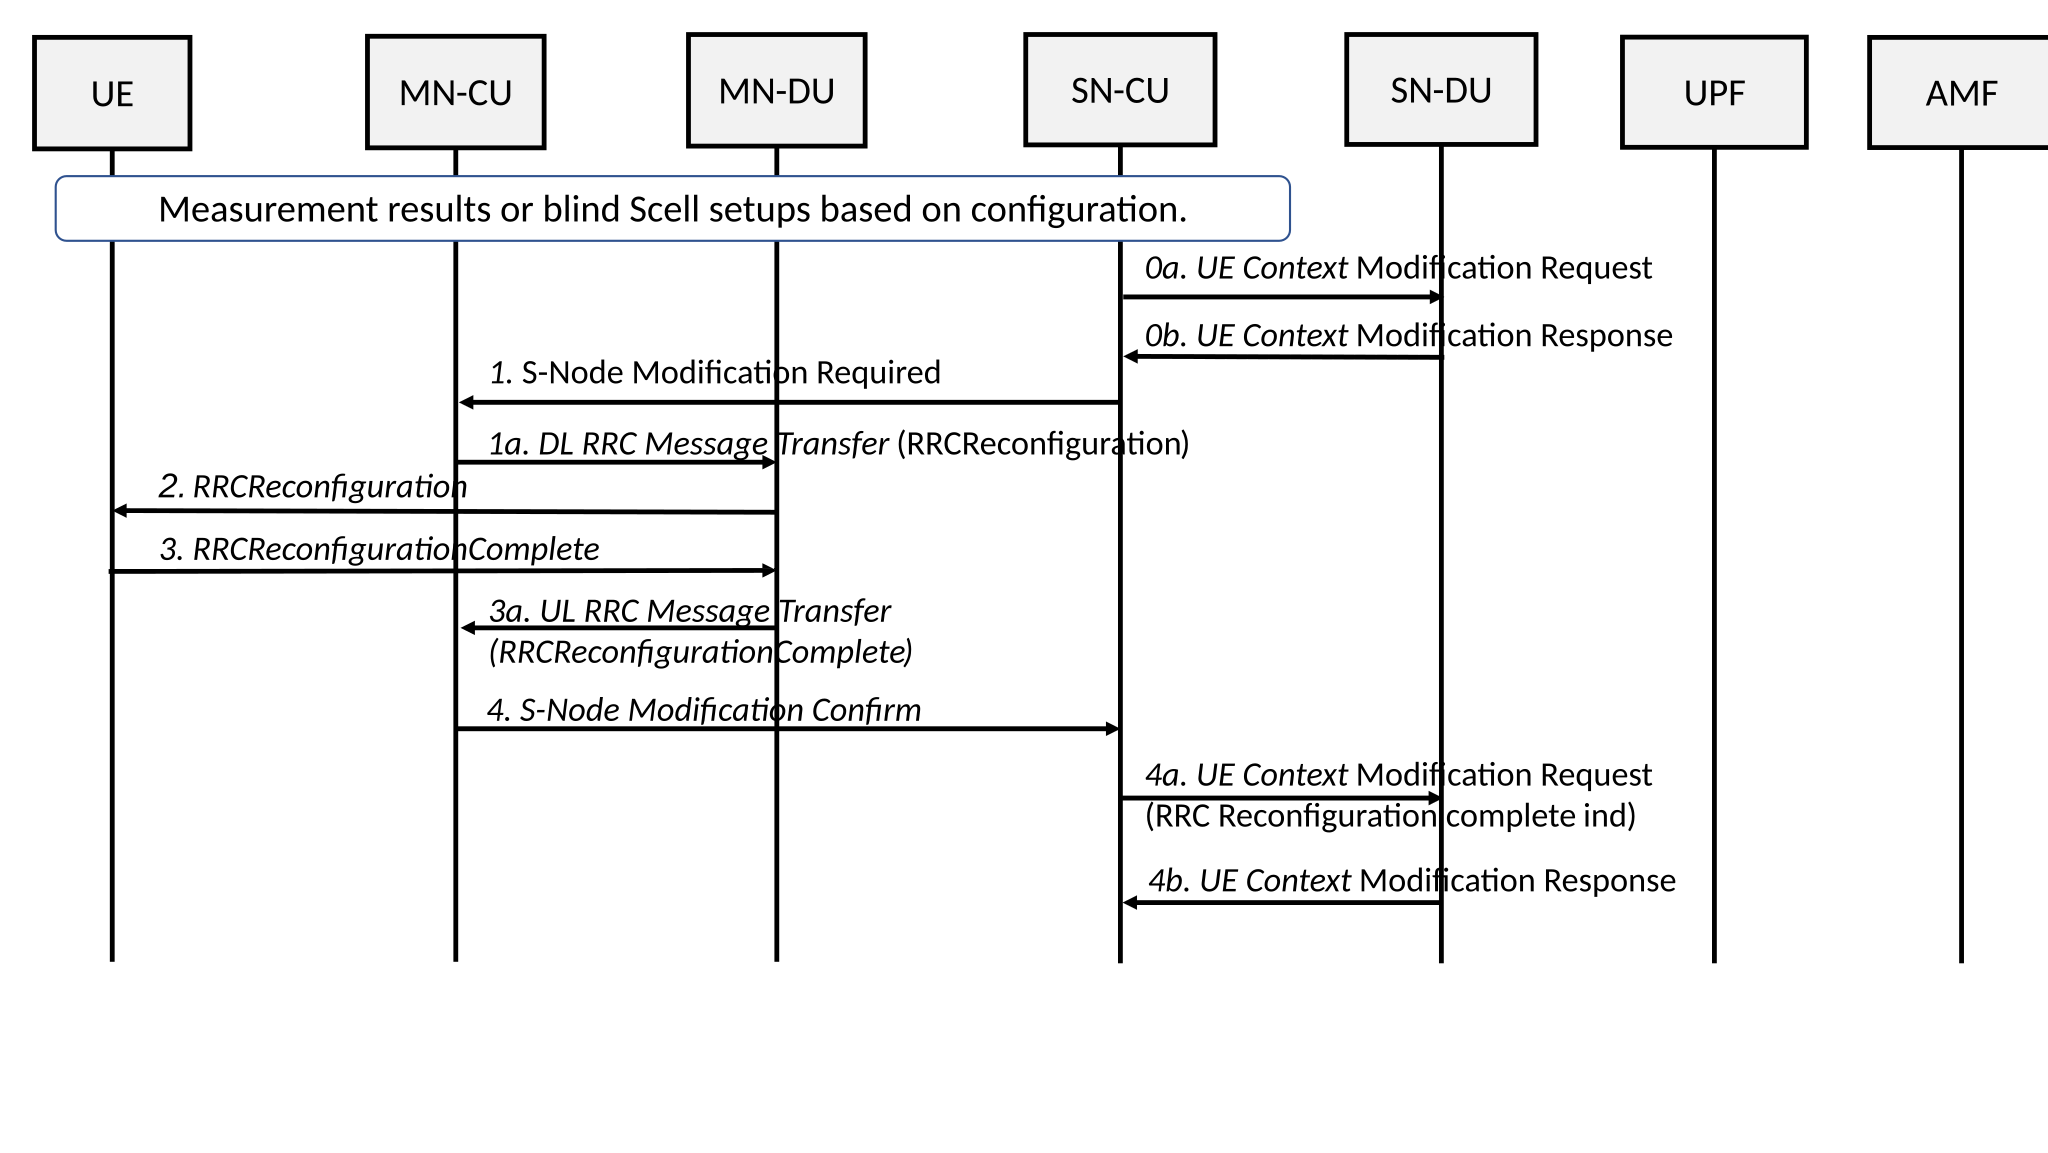 UE
MN-CU
MN-DU
SN-CU
SN-DU
UPF
AMF
Measurement results or blind Scell setups based on configuration.
0a. UE Context Modification Request
0b. UE Context Modification Response
1. S-Node Modification Required
1a. DL RRC Message Transfer (RRCReconfiguration)
2. RRCReconfiguration
3. RRCReconfigurationComplete
3a. UL RRC Message Transfer
(RRCReconfigurationComplete)
4. S-Node Modification Confirm
4a. UE Context Modification Request
(RRC Reconfiguration complete ind)
4b. UE Context Modification Response